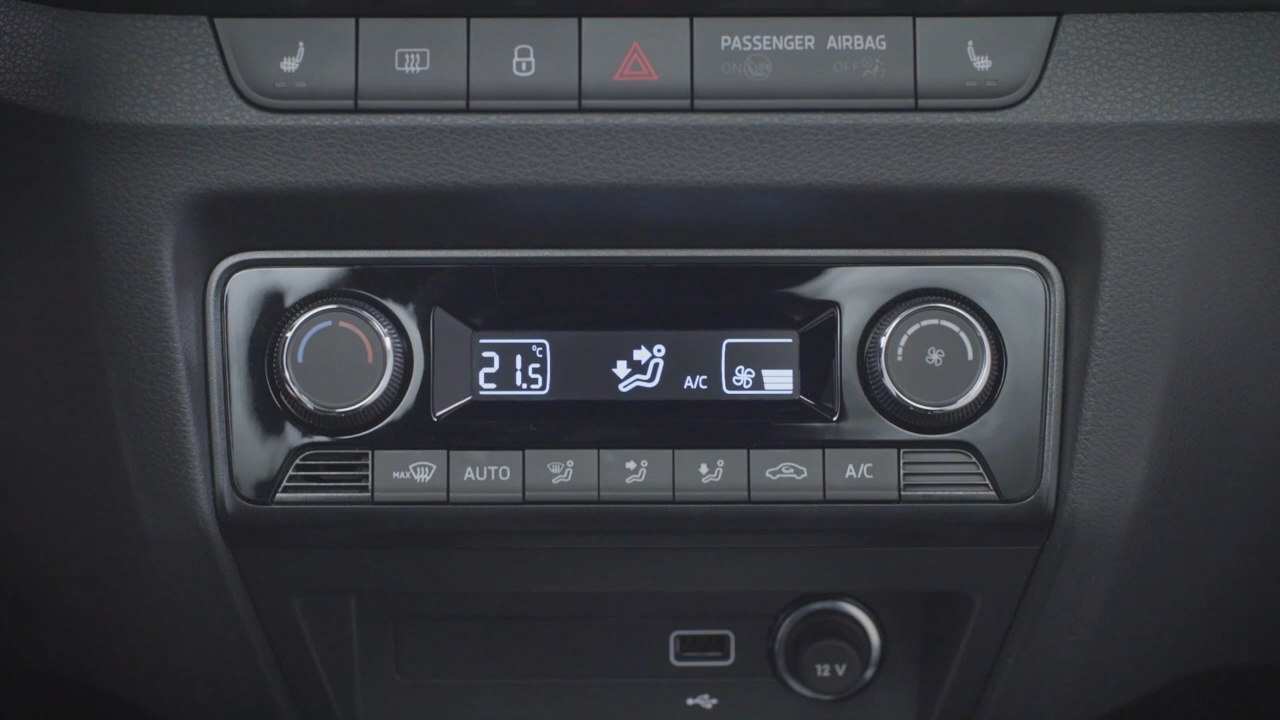 PASSENGER AIRBAG
ON OFF
21.5 °C
A/C
MAX AUTO A/C
12 V